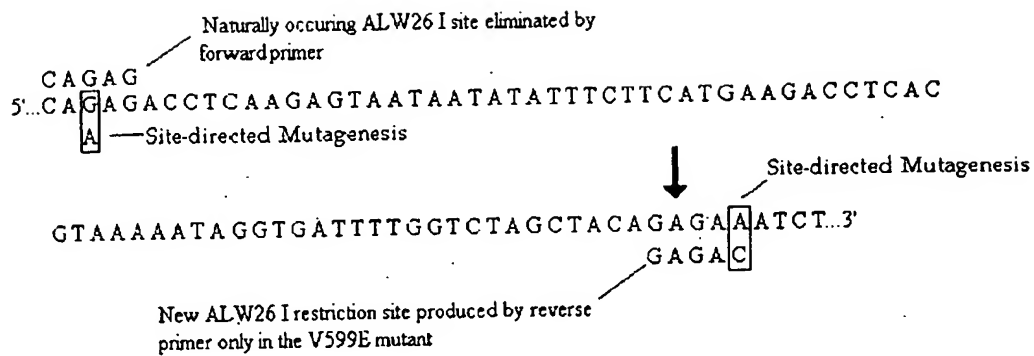 Naturally occuring ALW26 I site eliminated by
forward primer
CAGAG
5'...CAGAGACCTCAAGAGTAATAATATATTTCTTCATGAAGACCTCAC
A
Site-directed Mutagenesis
Site-directed Mutagenesis
GTAAAAATAGGTGATTTTGGTCTAGCTACAGAGAAATCT...3'
GAGAC
New ALW26 I restriction site produced by reverse
primer only in the V599E mutant